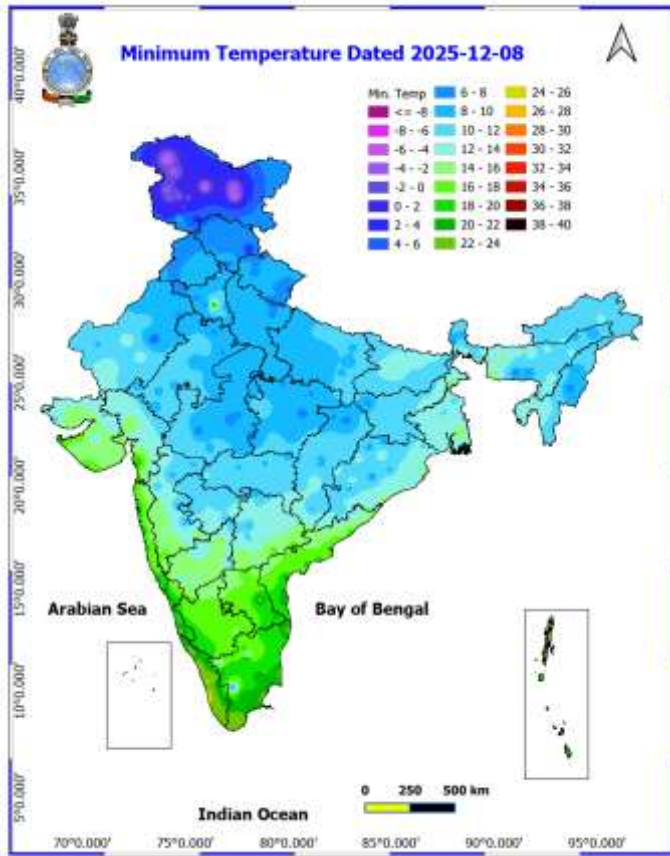 Minimum Temperature Dated 2025-12-08
Min. Temp
<= -8
-8 - -6
-6 - -4
-4 - -2
-2 - 0
0 - 2
2 - 4
4 - 6
6 - 8
8 - 10
10 - 12
12 - 14
14 - 16
16 - 18
18 - 20
20 - 22
22 - 24
24 - 26
26 - 28
28 - 30
30 - 32
32 - 34
34 - 36
36 - 38
38 - 40
40°0.000'
35°0.000'
30°0.000'
25°0.000'
20°0.000'
15°0.000'
10°0.000'
5°0.000'
Arabian Sea
Bay of Bengal
0 250 500 km
Indian Ocean
70°0.000' 75°0.000' 80°0.000' 85°0.000' 90°0.000' 95°0.000'